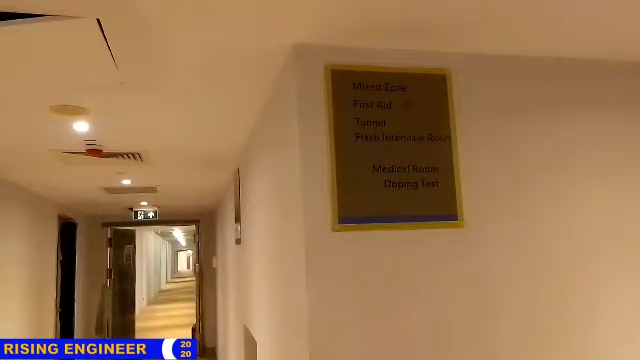 Mixed Zone
First Aid
Tunnel
Flash Interview Room
Medical Room
Doping Test
RISING ENGINEER
20
20